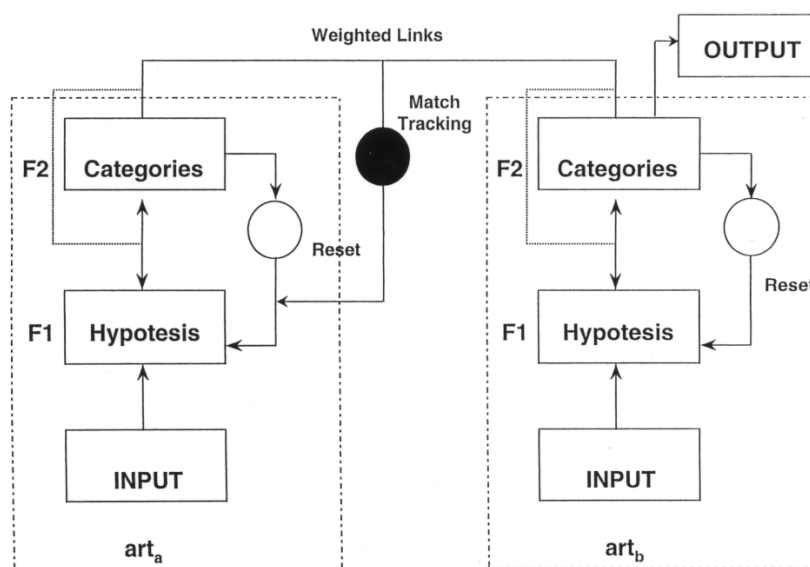 Weighted Links
OUTPUT
Match
Tracking
F2
Categories
Reset
F1
Hypotesis
INPUT
art_a
F2
Categories
Reset
F1
Hypotesis
INPUT
art_b